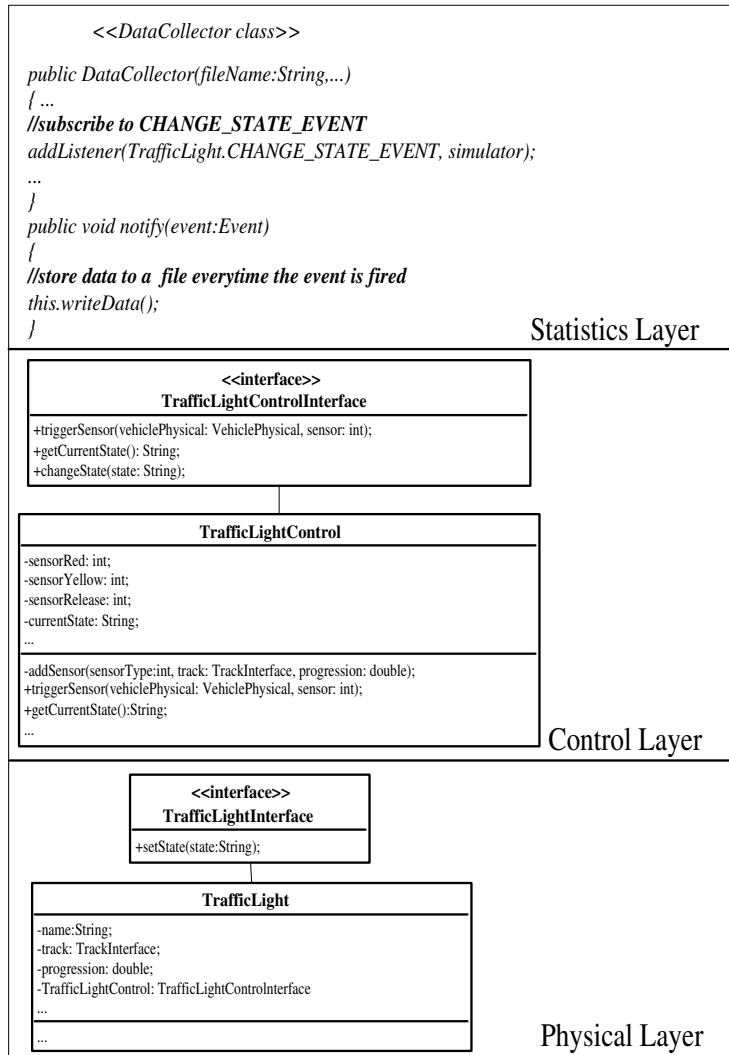 <<DataCollector class>>
public DataCollector(fileName:String,...)
{ ...
//subscribe to CHANGE_STATE_EVENT
addListener(TrafficLight.CHANGE_STATE_EVENT, simulator);
...
}
public void notify(event:Event)
{
//store data to a file everytime the event is fired
this.writeData();
}
Statistics Layer
<<interface>>
TrafficLightControlInterface
+triggerSensor(vehiclePhysical: VehiclePhysical, sensor: int);
+getCurrentState(): String;
+changeState(state: String);
TrafficLightControl
-sensorRed: int;
-sensorYellow: int;
-sensorRelease: int;
-currentState: String;
...
-addSensor(sensorType:int, track: TrackInterface, progression: double);
+triggerSensor(vehiclePhysical: VehiclePhysical, sensor: int);
+getCurrentState():String;
...
Control Layer
<<interface>>
TrafficLightInterface
+setState(state:String);
TrafficLight
-name:String;
-track: TrackInterface;
-progression: double;
-TrafficLightControl: TrafficLightControlnterface
...
...
Physical Layer